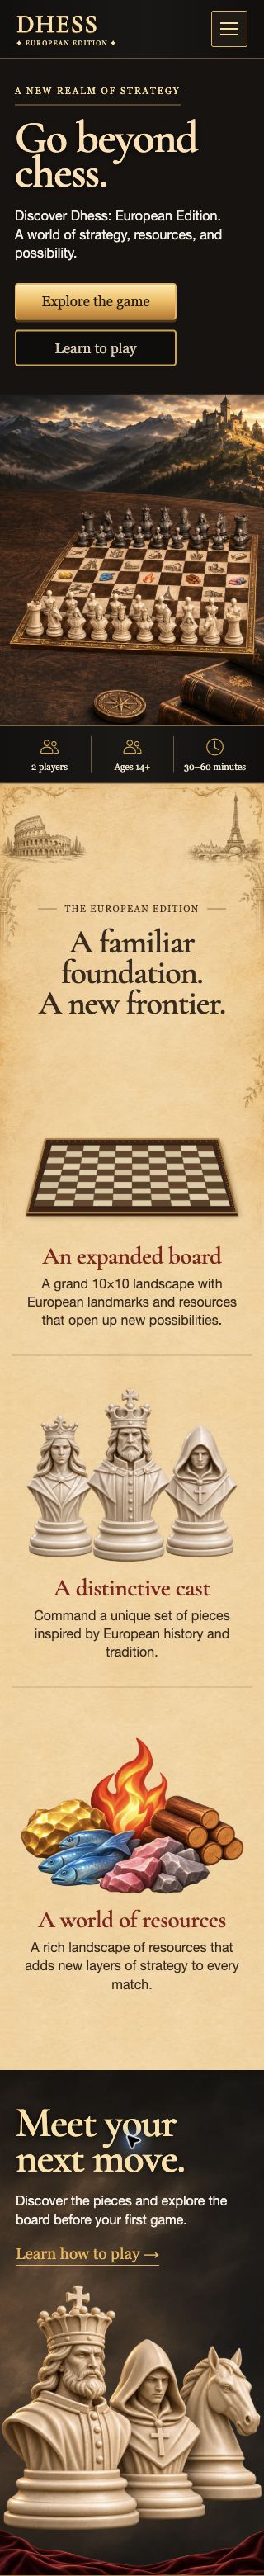 DHESS
✦ EUROPEAN EDITION ✦
A NEW REALM OF STRATEGY
Go beyond
chess.
Discover Dhess: European Edition.
A world of strategy, resources, and
possibility.
Explore the game
Learn to play
2 players
Ages 14+
30–60 minutes
THE EUROPEAN EDITION
A familiar
foundation.
A new frontier.
An expanded board
A grand 10×10 landscape with
European landmarks and resources
that open up new possibilities.
A distinctive cast
Command a unique set of pieces
inspired by European history and
tradition.
A world of resources
A rich landscape of resources that
adds new layers of strategy to every
match.
Meet your
next move.
Discover the pieces and explore the
board before your first game.
Learn how to play →